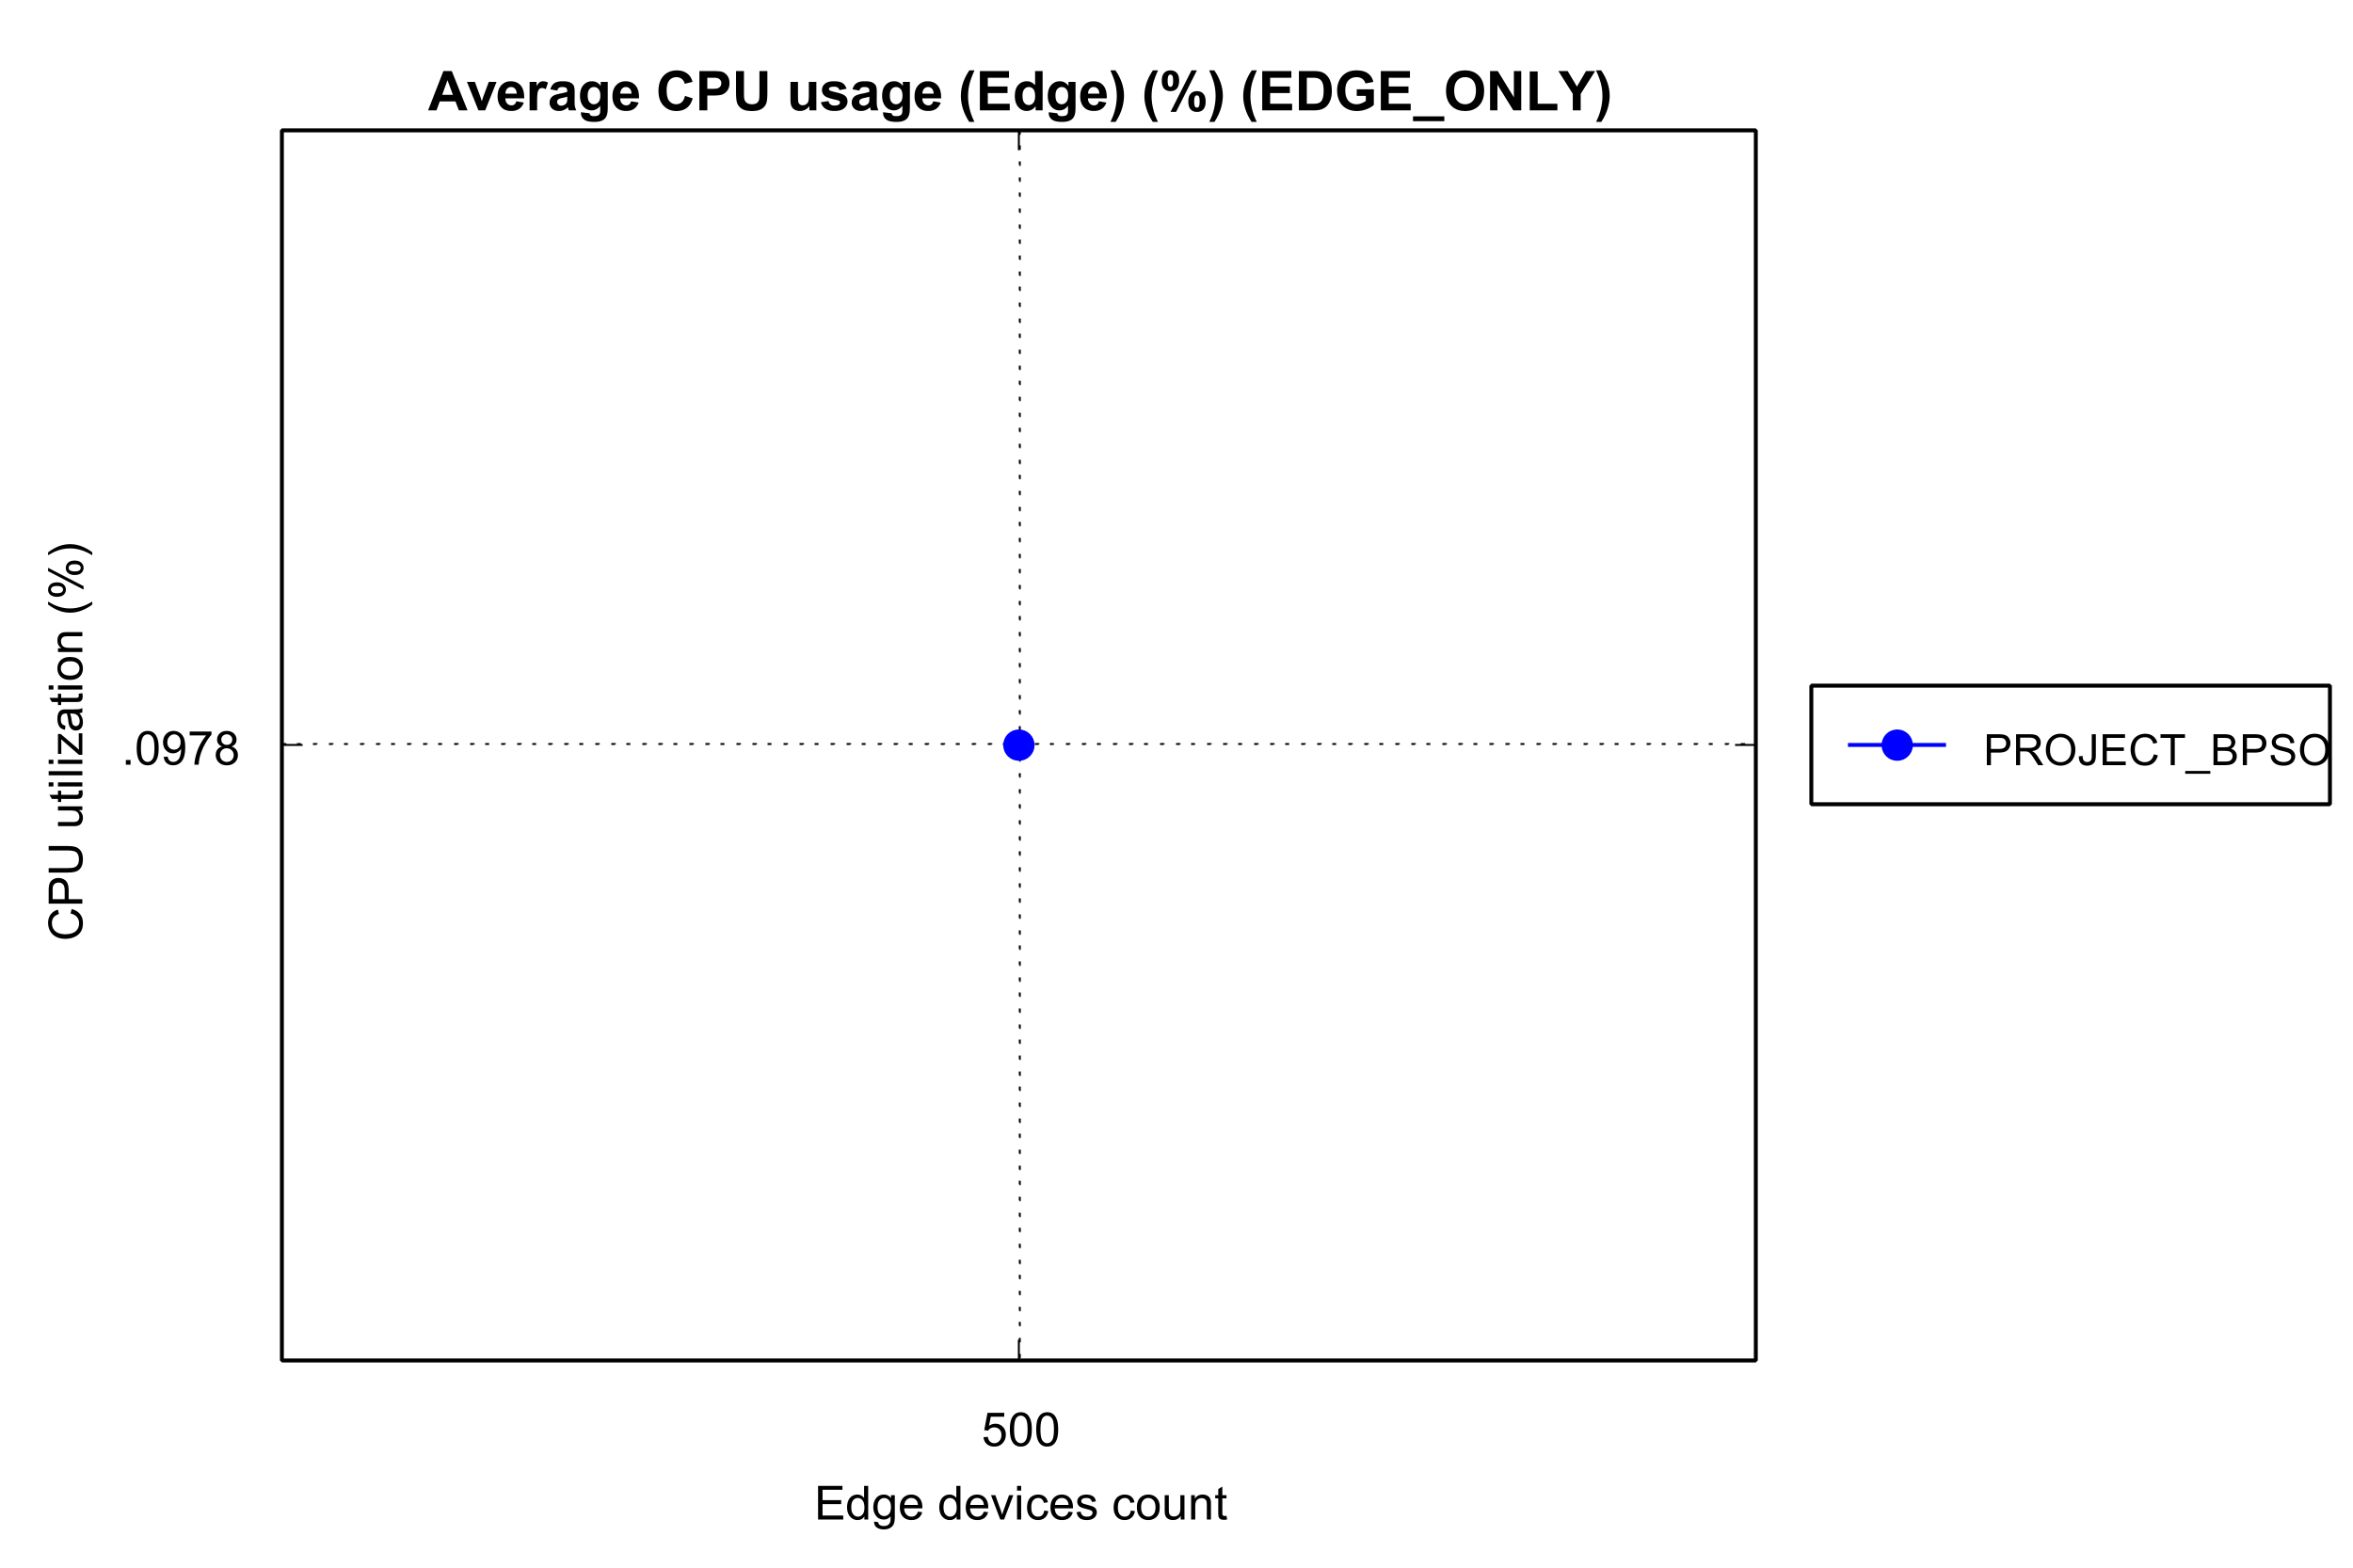 Average CPU usage (Edge)(%) (EDGE_ONLY)
CPU utilization (%)
.0978
PROJECT_BPSO
500
Edge devices count